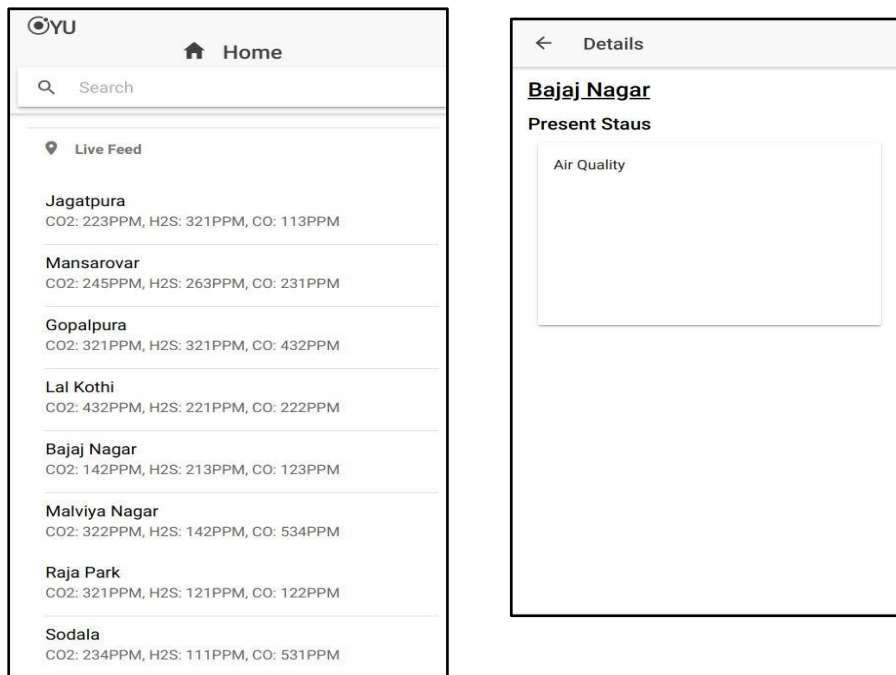 YU
Home
Search
Live Feed
Jagatpura
CO2: 223PPM, H2S: 321PPM, CO: 113PPM
Mansarovar
CO2: 245PPM, H2S: 263PPM, CO: 231PPM
Gopalpura
CO2: 321PPM, H2S: 321PPM, CO: 432PPM
Lal Kothi
CO2: 432PPM, H2S: 221PPM, CO: 222PPM
Bajaj Nagar
CO2: 142PPM, H2S: 213PPM, CO: 123PPM
Malviya Nagar
CO2: 322PPM, H2S: 142PPM, CO: 534PPM
Raja Park
CO2: 321PPM, H2S: 121PPM, CO: 122PPM
Sodala
CO2: 234PPM, H2S: 111PPM, CO: 531PPM
Details
Bajaj Nagar
Present Staus
Air Quality